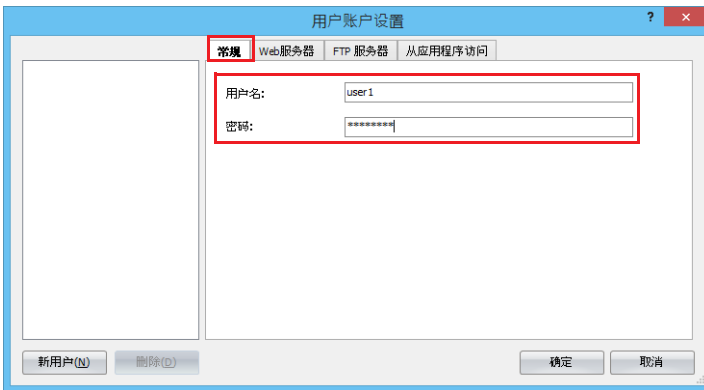 用户账户设置
?
×
常规 Web服务器 FTP 服务器 从应用程序访问
用户名: user1
密码: ********
新用户(N) 删除(D) 确定 取消